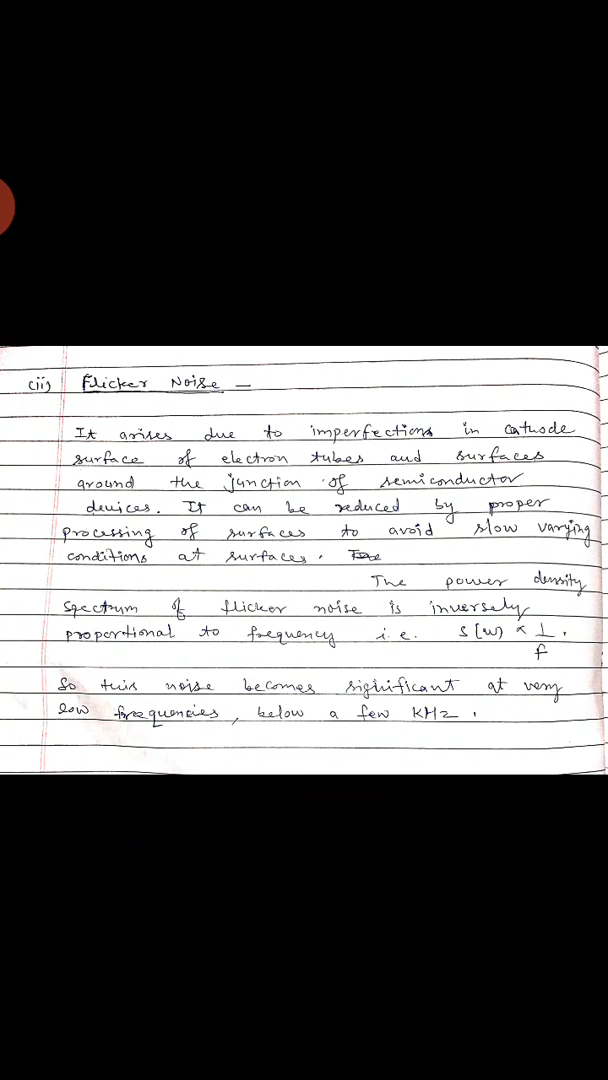 (ii) Flicker Noise —
It arises due to imperfections in cathode
surface of electron tubes and surfaces
around the junction of semiconductor
devices. It can be reduced by proper
processing of surfaces to avoid slow varying
conditions at surfaces.
The power density
spectrum of flicker noise is inversely
proportional to frequency i.e. S(ω) ∝ 1/f.
So this noise becomes significant at very
low frequencies, below a few KHz.